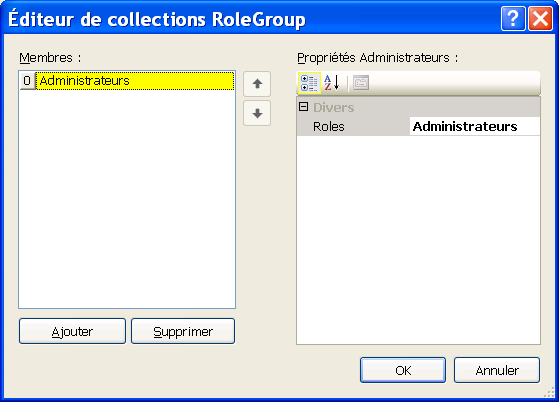 Éditeur de collections RoleGroup
Membres :
0 Administrateurs
Ajouter
Supprimer
Propriétés Administrateurs :
Divers
Roles Administrateurs
OK
Annuler